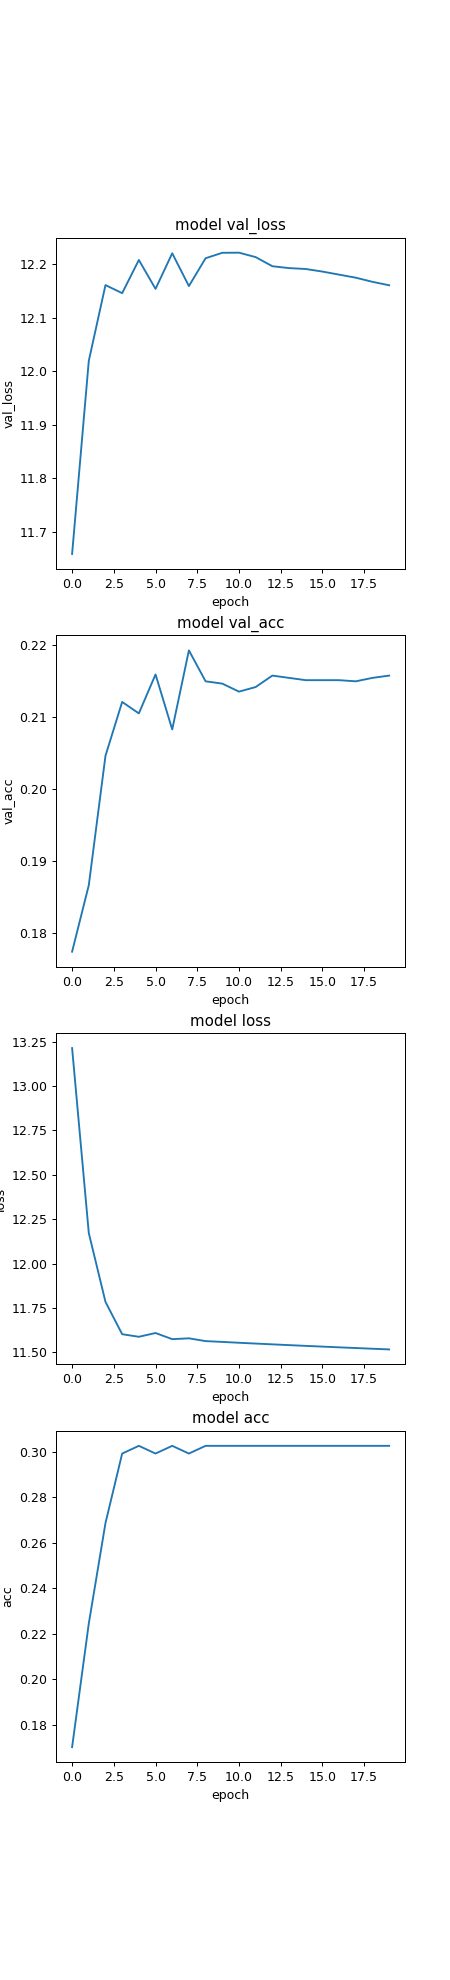 model val_loss
12.2
12.1
12.0
11.9
11.8
11.7
val_loss
0.0 2.5 5.0 7.5 10.0 12.5 15.0 17.5
epoch
model val_acc
0.22
0.21
0.20
0.19
0.18
val_acc
0.0 2.5 5.0 7.5 10.0 12.5 15.0 17.5
epoch
model loss
13.25
13.00
12.75
12.50
12.25
12.00
11.75
11.50
loss
0.0 2.5 5.0 7.5 10.0 12.5 15.0 17.5
epoch
model acc
0.30
0.28
0.26
0.24
0.22
0.20
0.18
acc
0.0 2.5 5.0 7.5 10.0 12.5 15.0 17.5
epoch